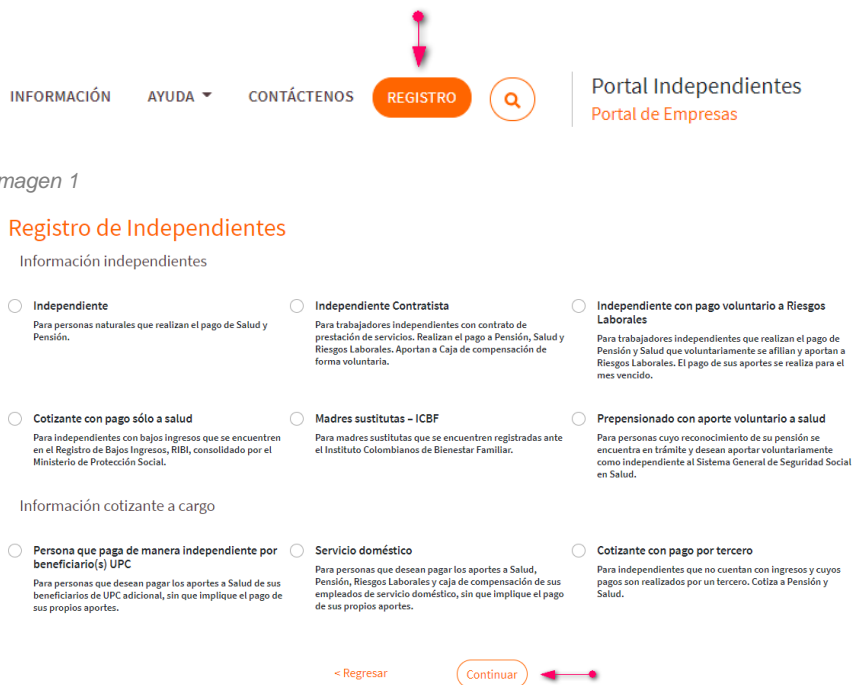 INFORMACIÓN AYUDA CONTÁCTENOS REGISTRO Portal Independientes
Portal de Empresas
magen 1
Registro de Independientes
Información independientes
Independiente
Para personas naturales que realizan el pago de Salud y
Pensión.
Independiente Contratista
Para trabajadores independientes con contrato de
prestación de servicios. Realizan el pago a Pensión, Salud y
Riesgos Laborales. Aportan a Caja de compensación de
forma voluntaria.
Independiente con pago voluntario a Riesgos
Laborales
Para trabajadores independientes que realizan el pago de
Pensión y Salud que voluntariamente se afilian y aportan a
Riesgos Laborales. El pago de sus aportes se realiza para el
mes vencido.
Cotizante con pago sólo a salud
Para independientes con bajos ingresos que se encuentren
en el Registro de Bajos Ingresos, RIBI, consolidado por el
Ministerio de Protección Social.
Madres sustitutas – ICBF
Para madres sustitutas que se encuentren registradas ante
el Instituto Colombianos de Bienestar Familiar.
Prepensionado con aporte voluntario a salud
Para personas cuyo reconocimiento de su pensión se
encuentra en trámite y desean aportar voluntariamente
como independiente al Sistema General de Seguridad Social
en Salud.
Información cotizante a cargo
Persona que paga de manera independiente por
beneficiario(s) UPC
Para personas que desean pagar los aportes a Salud de sus
beneficiarios de UPC adicional, sin que implique el pago de
sus propios aportes.
Servicio doméstico
Para personas que desean pagar los aportes a Salud,
Pensión, Riesgos Laborales y caja de compensación de sus
empleados de servicio doméstico, sin que implique el pago
de sus propios aportes.
Cotizante con pago por tercero
Para independientes que no cuentan con ingresos y cuyos
pagos son realizados por un tercero. Cotiza a Pensión y
Salud.
< Regresar Continuar